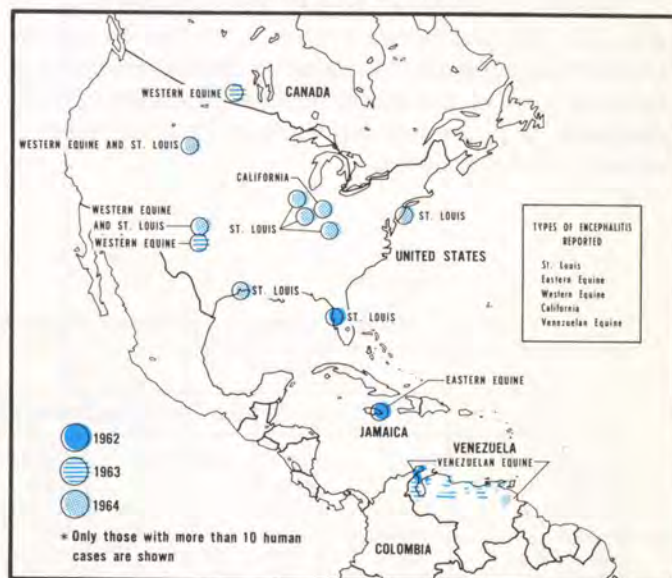 WESTERN EQUINE
CANADA
WESTERN EQUINE AND ST. LOUIS
CALIFORNIA
WESTERN EQUINE
AND ST. LOUIS
WESTERN EQUINE
ST. LOUIS
ST. LOUIS
UNITED STATES
ST. LOUIS
ST. LOUIS
TYPES OF ENCEPHALITIS
REPORTED
St. Louis
Eastern Equine
Western Equine
California
Venezuelan Equine
EASTERN EQUINE
JAMAICA
VENEZUELA
VENEZUELAN EQUINE
COLOMBIA
1962
1963
1964
* Only those with more than 10 human
cases are shown